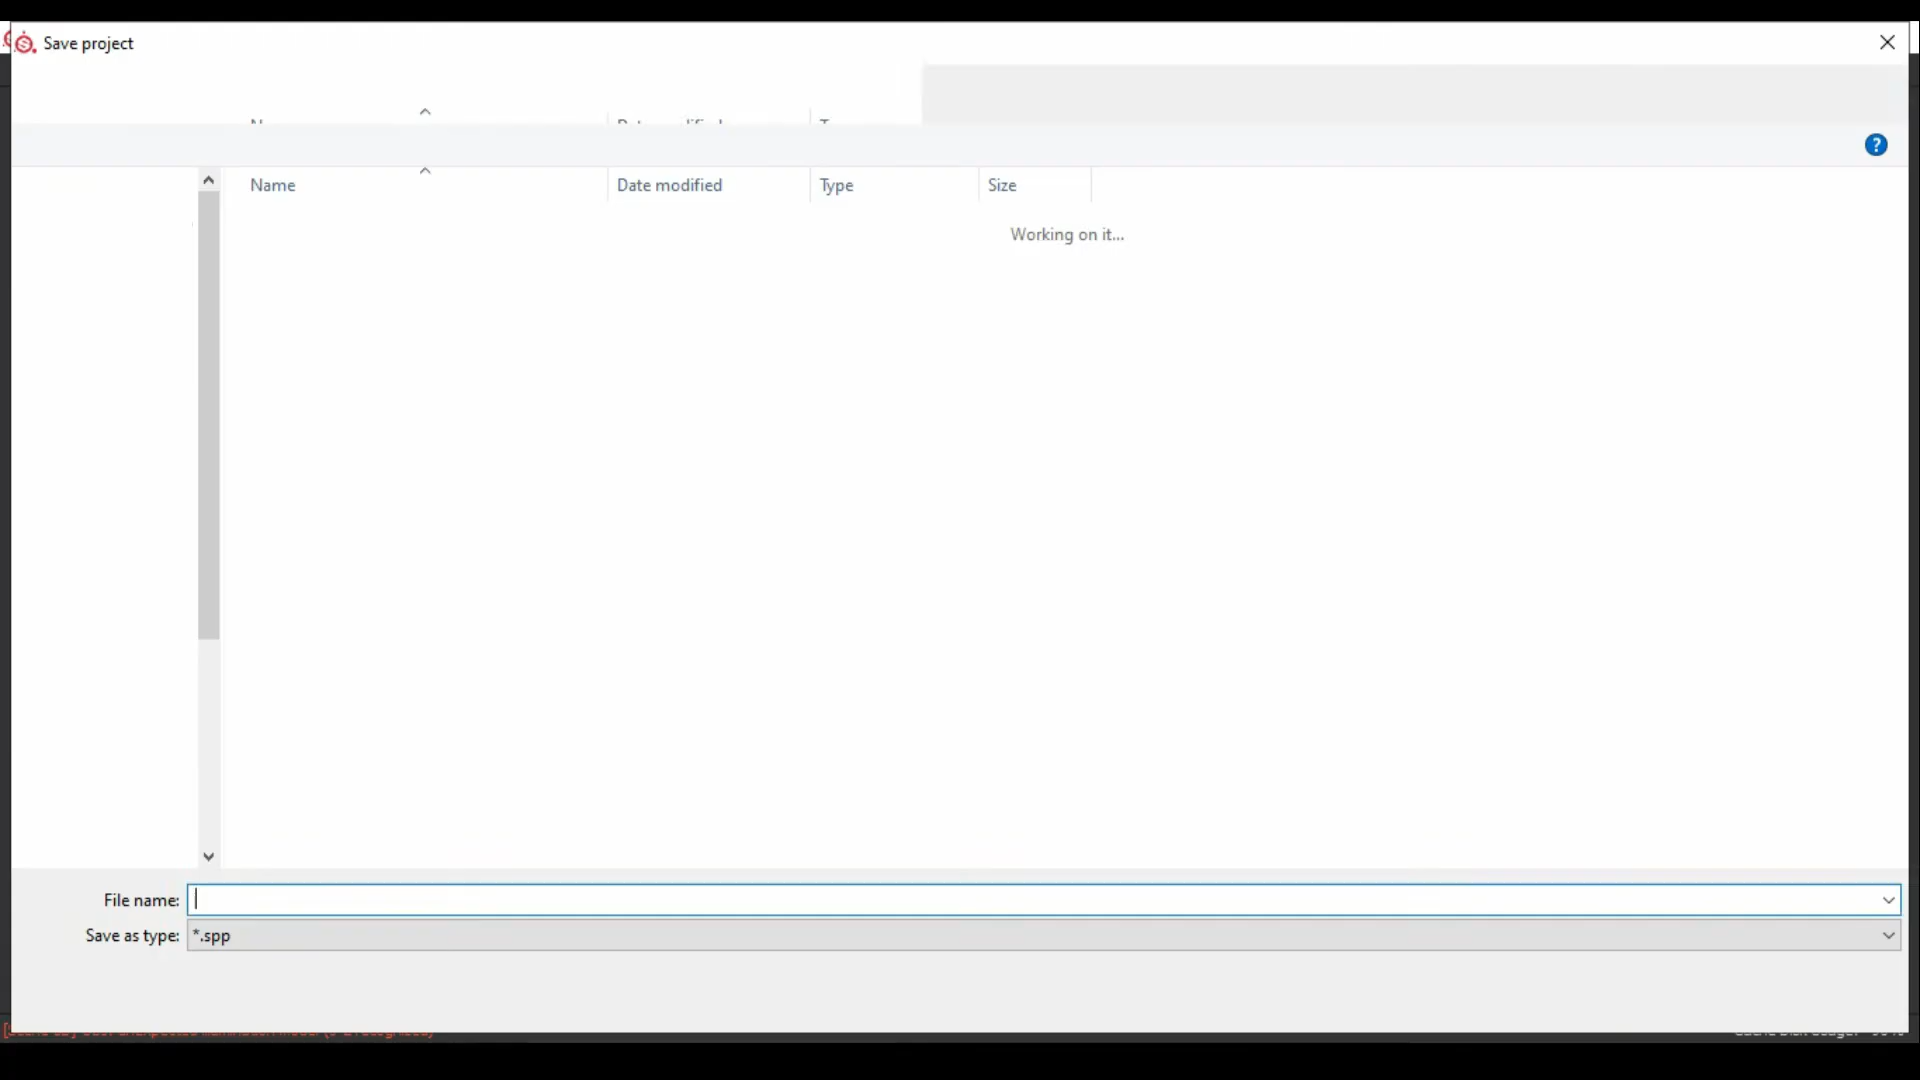 Save project
Name Date modified Type Size
Working on it...
File name:
Save as type: *.spp